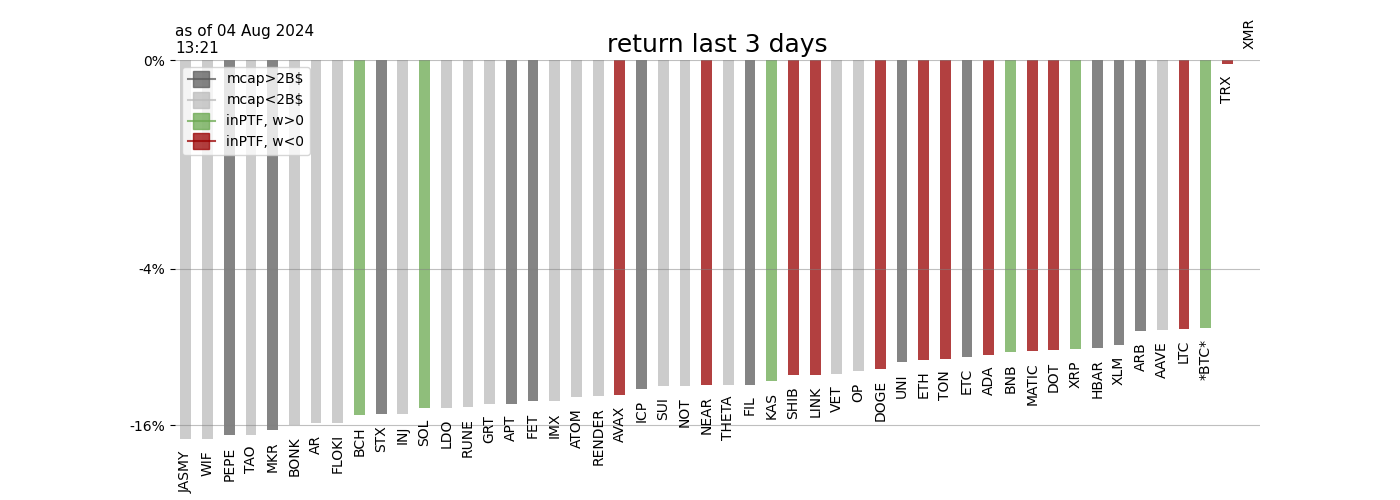 as of 04 Aug 2024
13:21
return last 3 days
XMR
0%
mcap>2B$
mcap<2B$
inPTF, w>0
inPTF, w<0
TRX
-4%
-16%
JASMY
WIF
PEPE
TAO
MKR
BONK
AR
FLOKI
BCH
STX
INJ
SOL
LDO
RUNE
GRT
APT
FET
IMX
ATOM
RENDER
AVAX
ICP
SUI
NOT
NEAR
THETA
FIL
KAS
SHIB
LINK
VET
OP
DOGE
UNI
ETH
TON
ETC
ADA
BNB
MATIC
DOT
XRP
HBAR
XLM
ARB
AAVE
LTC
*BTC*